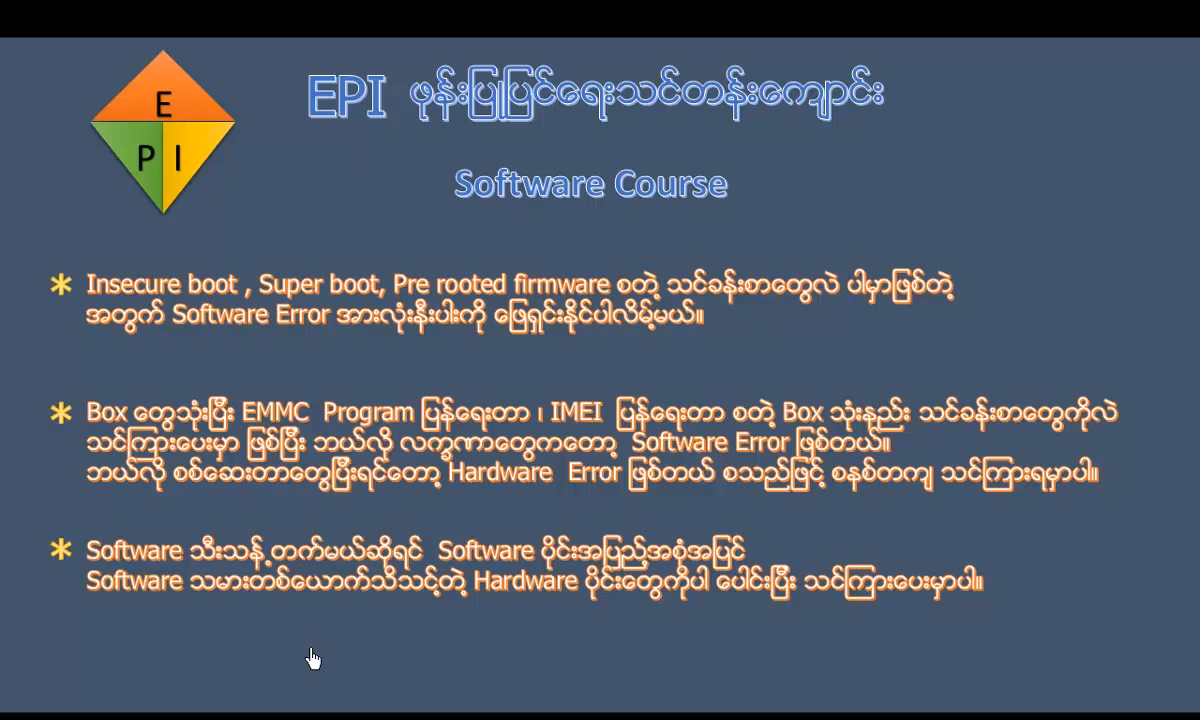 E
P I
EPI ဖုန်းပြုပြင်ရေးသင်တန်းကျောင်း
Software Course
* Insecure boot , Super boot, Pre rooted firmware စတဲ့ သင်ခန်းစာတွေလဲ ပါမှာဖြစ်တဲ့
အတွက် Software Error အားလုံးနီးပါးကို ဖြေရှင်းနိုင်ပါလိမ့်မယ်။
* Box တွေသုံးပြီး EMMC Program ပြန်ရေးတာ ၊ IMEI ပြန်ရေးတာ စတဲ့ Box သုံးနည်း သင်ခန်းစာတွေကိုလဲ
သင်ကြားပေးမှာ ဖြစ်ပြီး ဘယ်လို လက္ခဏာတွေကတော့ Software Error ဖြစ်တယ်။
ဘယ်လို စစ်ဆေးတာတွေပြီးရင်တော့ Hardware Error ဖြစ်တယ် စသည်ဖြင့် စနစ်တကျ သင်ကြားရမှာပါ။
* Software သီးသန့် တက်မယ်ဆိုရင် Software ပိုင်းအပြည့်အစုံအပြင်
Software သမားတစ်ယောက်သိသင့်တဲ့ Hardware ပိုင်းတွေကိုပါ ပေါင်းပြီး သင်ကြားပေးမှာပါ။